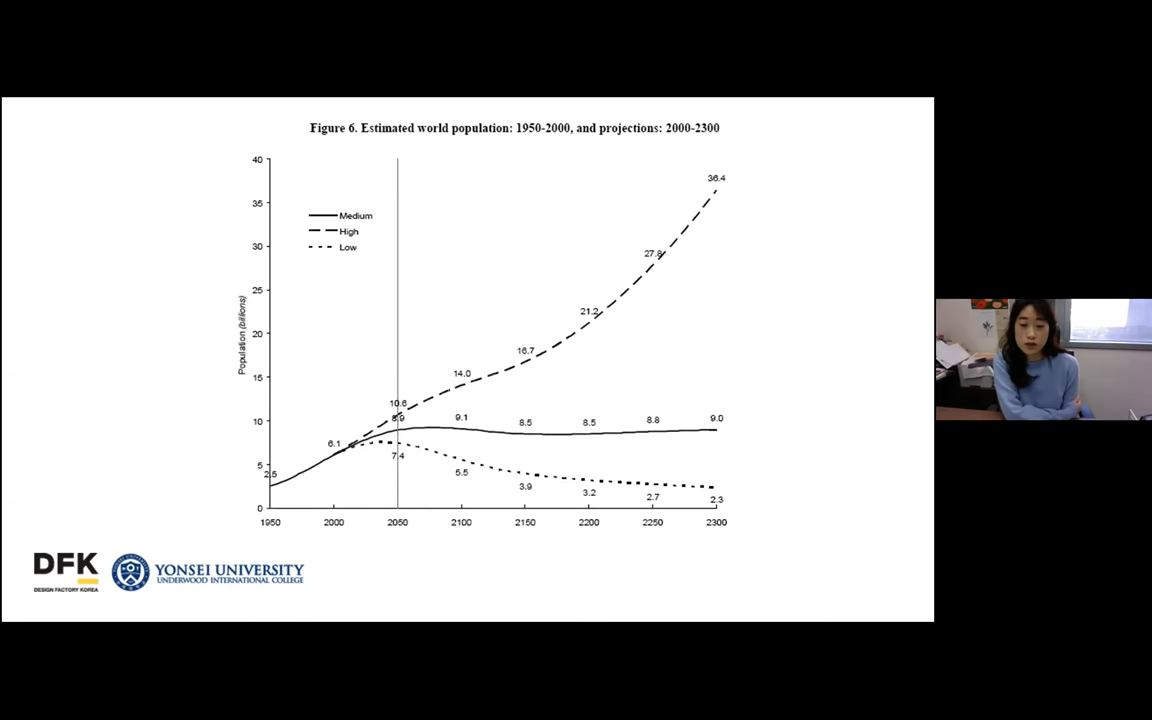 Figure 6. Estimated world population: 1950-2000, and projections: 2000-2300
40
35
30
25
20
15
10
5
0
Population (billions)
Medium
High
Low
36.4
27.8
21.2
16.7
14.0
10.6
8.9
9.1
8.5
8.5
8.8
9.0
6.1
2.5
7.4
5.5
3.9
3.2
2.7
2.3
1950 2000 2050 2100 2150 2200 2250 2300
DFK
DESIGN FACTORY KOREA
YONSEI UNIVERSITY
UNDERWOOD INTERNATIONAL COLLEGE